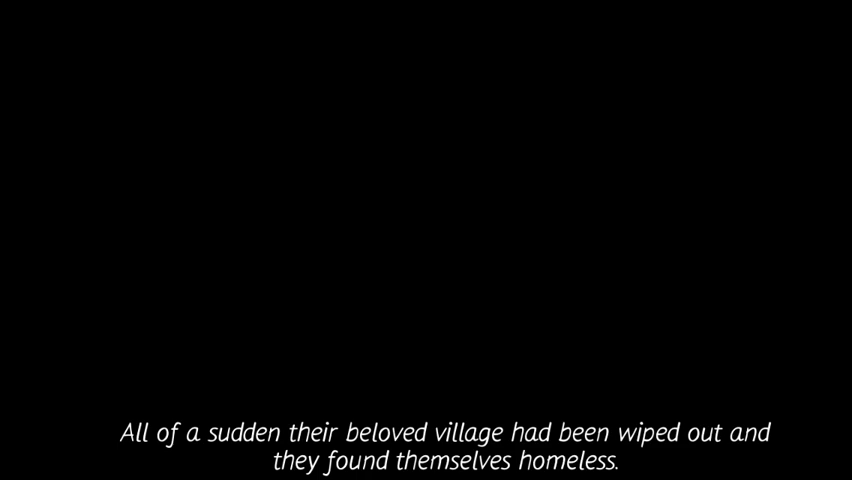 All of a sudden their beloved village had been wiped out and
they found themselves homeless.